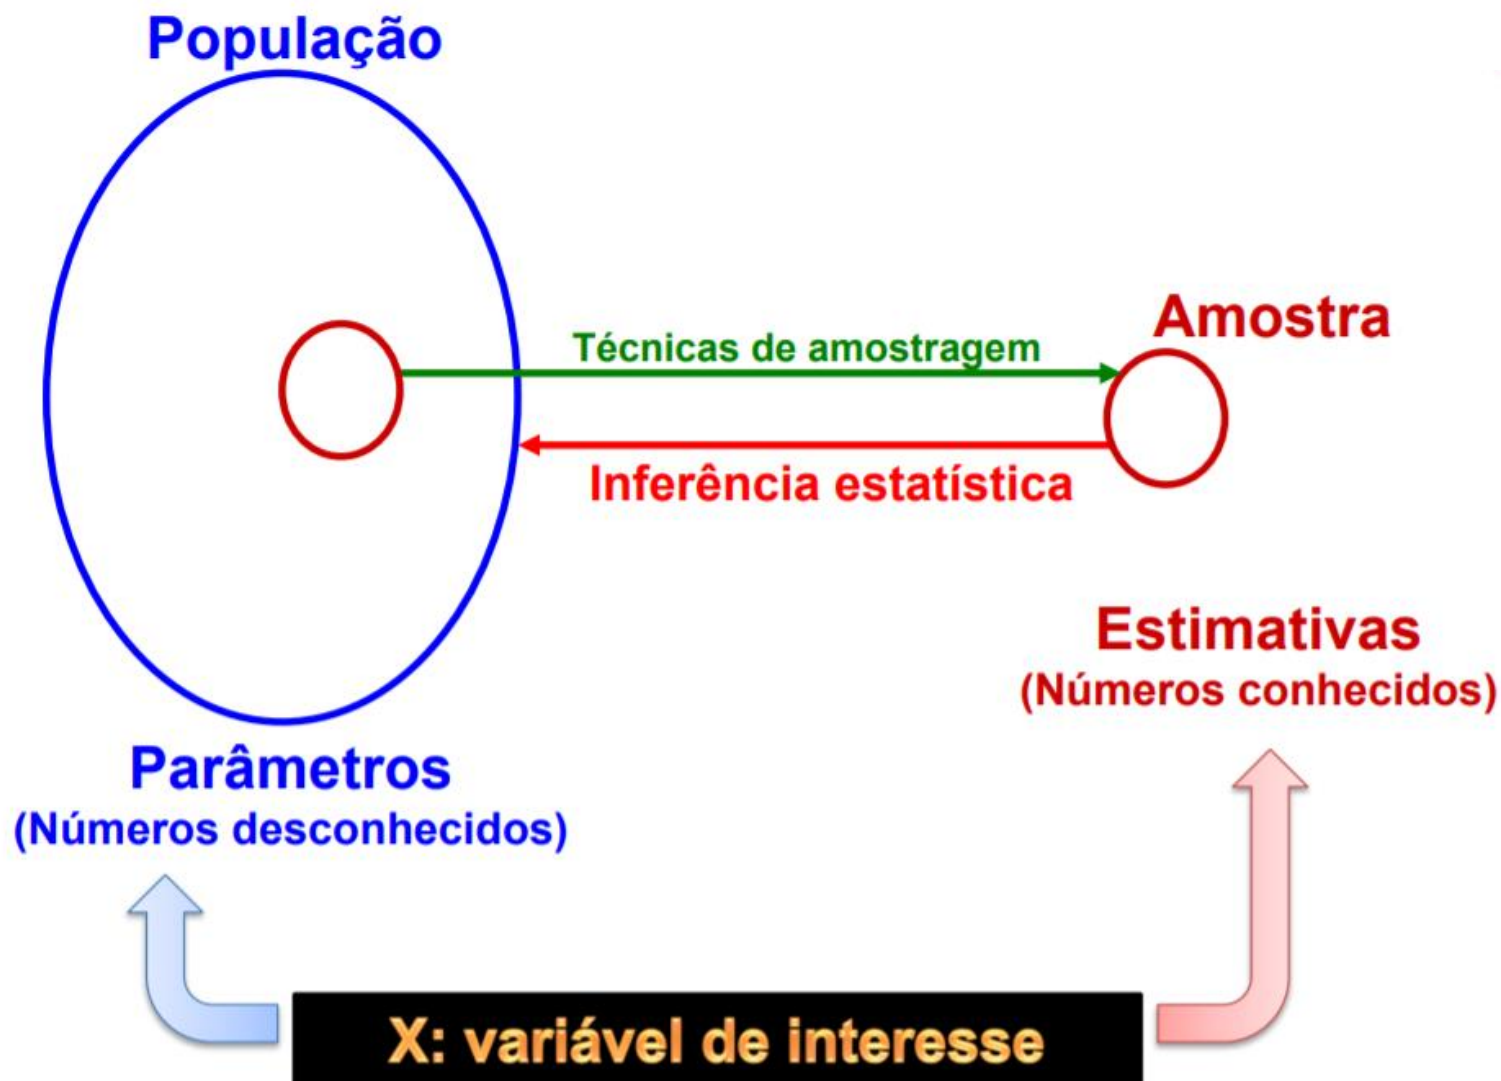 População
Técnicas de amostragem
Amostra
Inferência estatística
Estimativas
(Números conhecidos)
Parâmetros
(Números desconhecidos)
X: variável de interesse